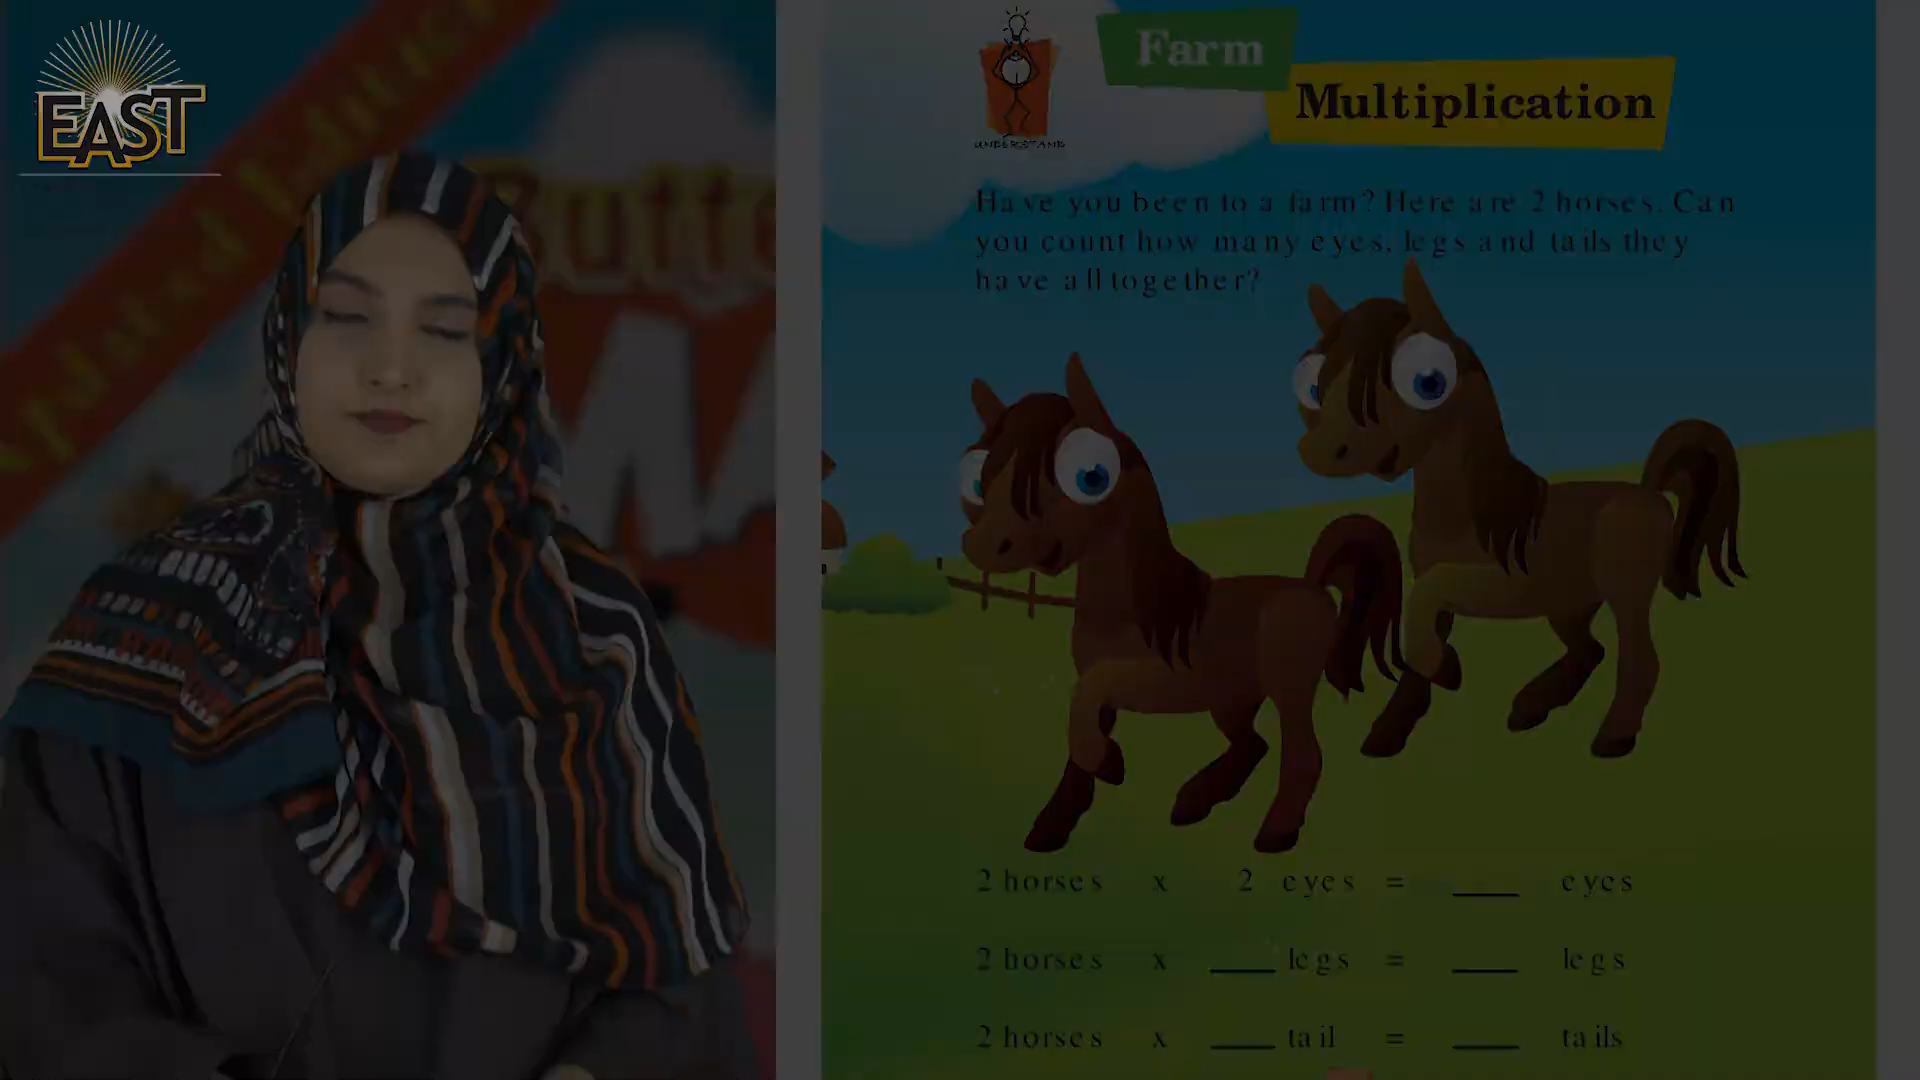 EAST
Butte
Farm
Multiplication
UNDERSTAND
Have you been to a farm? Here are 2 horses. Can
you count how many eyes, legs and tails they
have all together?
2 horses x 2 eyes = ___ eyes
2 horses x ___ legs = ___ legs
2 horses x ___ tail = ___ tails